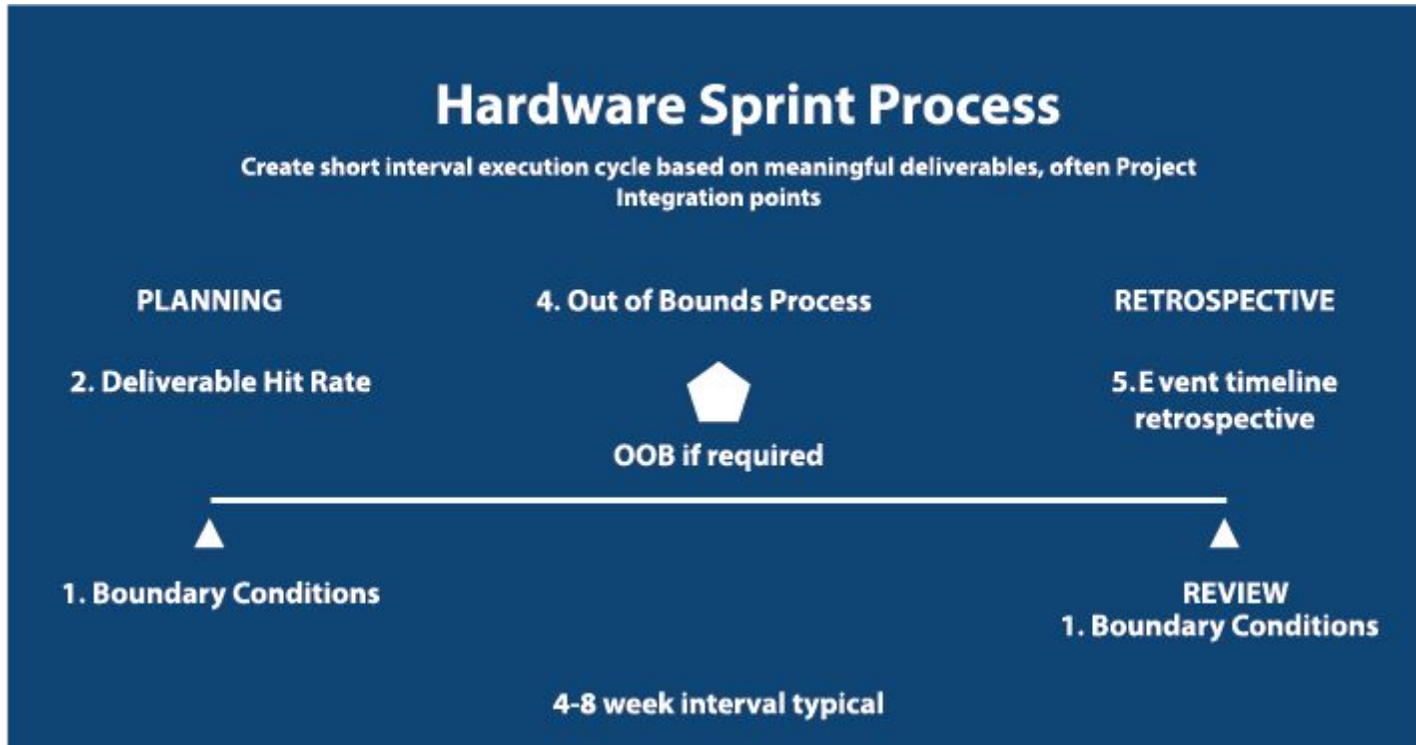 Hardware Sprint Process
Create short interval execution cycle based on meaningful deliverables, often Project
Integration points
PLANNING
4. Out of Bounds Process
RETROSPECTIVE
2. Deliverable Hit Rate
5.E vent timeline
retrospective
OOB if required
1. Boundary Conditions
REVIEW
1. Boundary Conditions
4-8 week interval typical